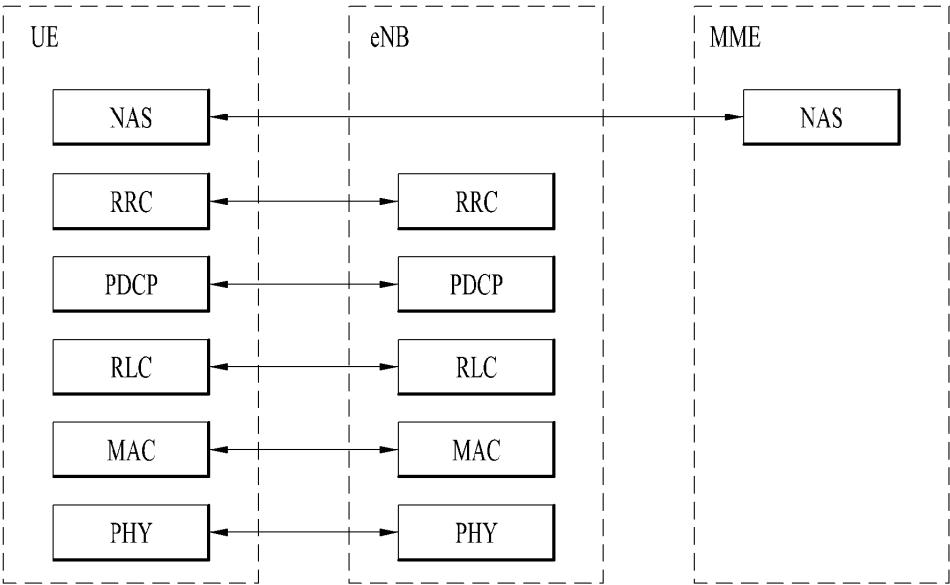 UE
eNB
MME
NAS
NAS
RRC
RRC
PDCP
PDCP
RLC
RLC
MAC
MAC
PHY
PHY